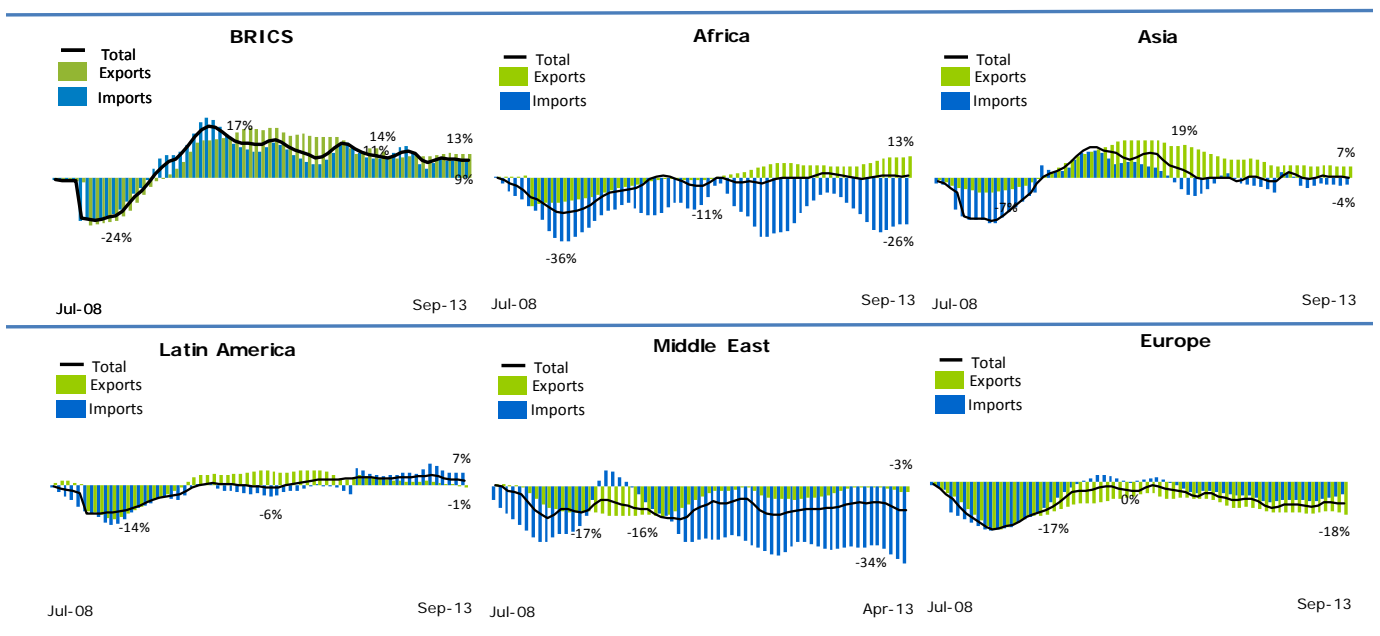 BRICS
Total
Exports
Imports
17%
14%
11%
13%
9%
-24%
Jul-08
Sep-13
Africa
Total
Exports
Imports
13%
-11%
-26%
-36%
Jul-08
Sep-13
Asia
Total
Exports
Imports
19%
7%
-7%
-4%
Jul-08
Sep-13
Latin America
Total
Exports
Imports
7%
-1%
-6%
-14%
Jul-08
Sep-13
Middle East
Total
Exports
Imports
-3%
-17%
-16%
-34%
Jul-08
Apr-13
Europe
Total
Exports
Imports
0%
-17%
-18%
Jul-08
Sep-13